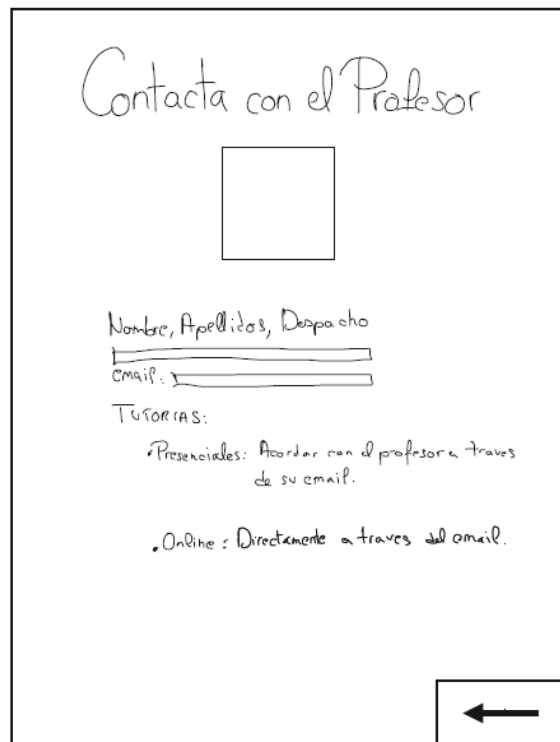 Contacta con el Profesor
Nombre, Apellidos, Despacho
email:
TUTORIAS:
• Presenciales: Acordar con el profesor a traves
de su email.
• Online: Directamente a traves del email.